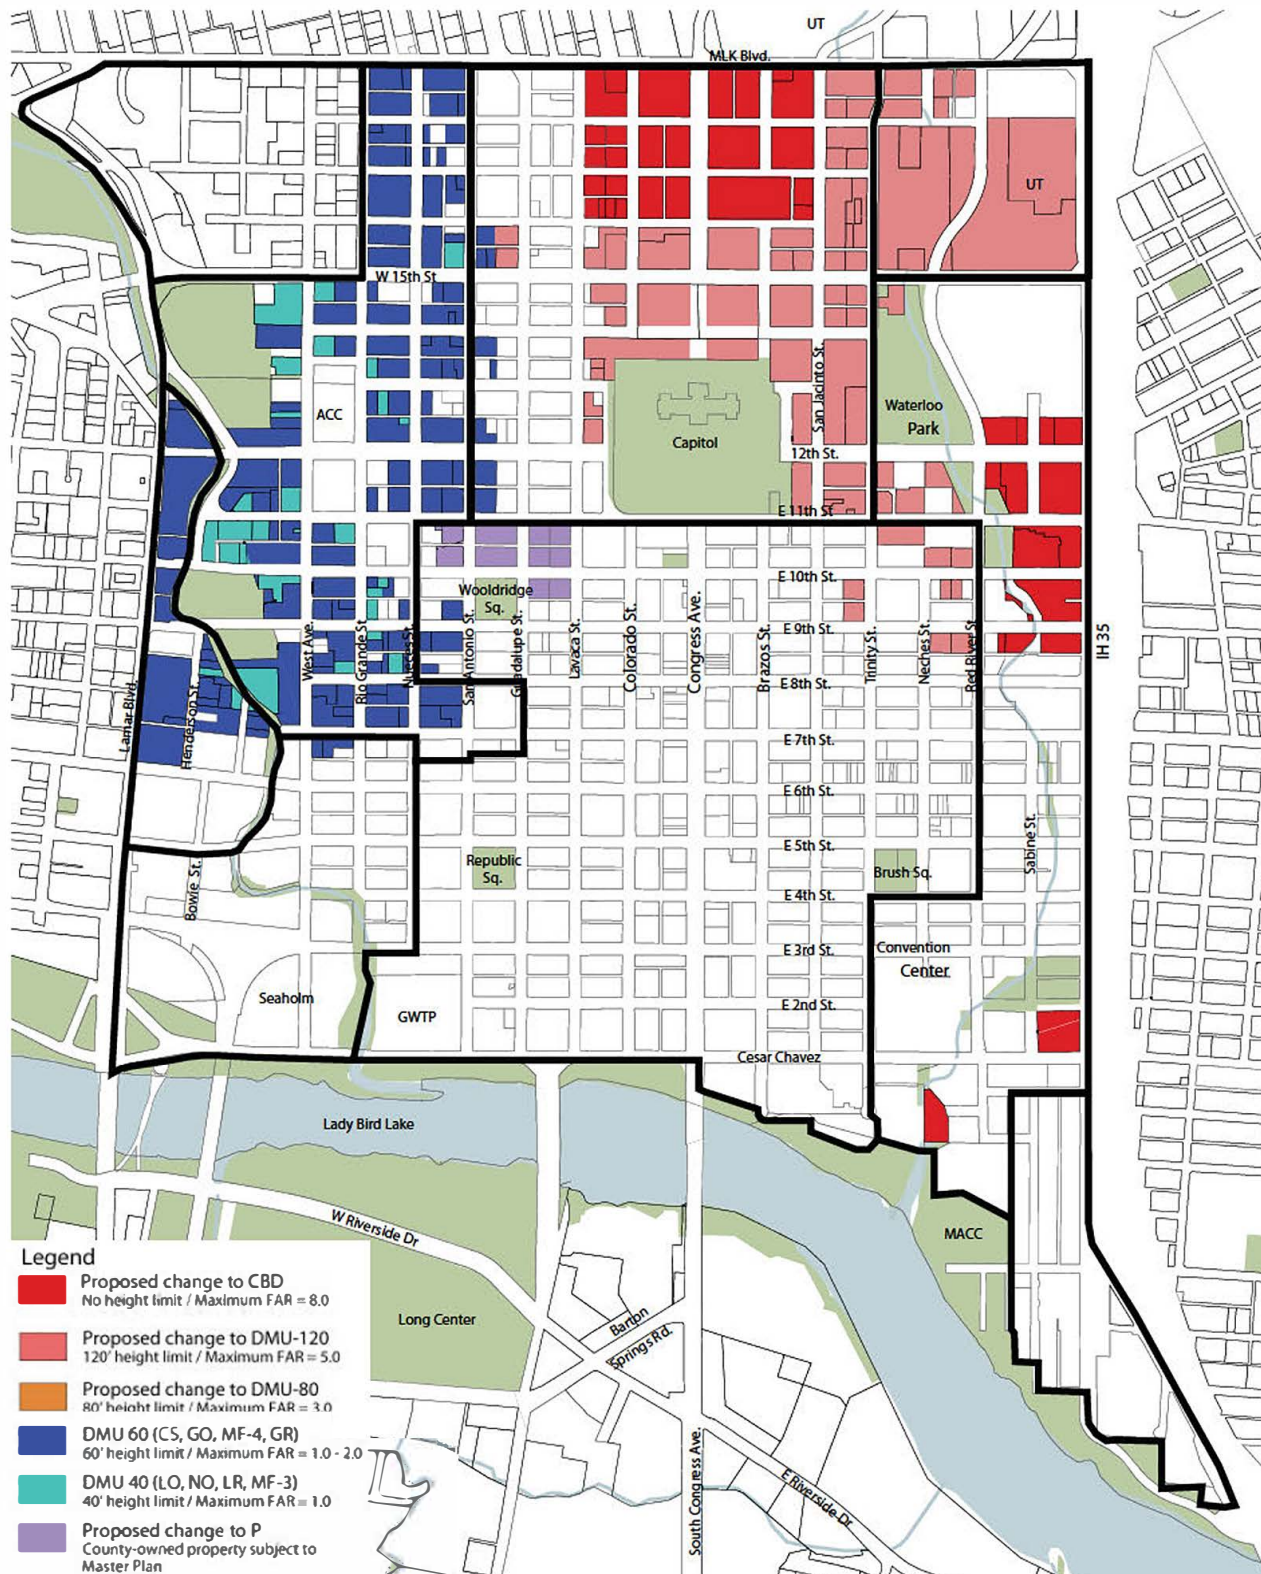 UT
MLK Blvd.
UT
W 15th St
San Jacinto St.
ACC
Waterloo
Park
Capitol
12th St.
E 11th St
E 10th St.
Wooldridge
Sq.
E 9th St.
West Ave.
Rio Grande St.
Nueces St.
San Antonio St.
Guadalupe St.
Lavaca St.
Colorado St.
Congress Ave.
Brazos St.
Trinity St.
Neches St.
Red River St.
IH 35
E 8th St.
Lamar Blvd.
Henderson St.
E 7th St.
E 6th St.
Sabine St.
E 5th St.
Republic
Sq.
Brush Sq.
Bowie St.
E 4th St.
E 3rd St.
Convention
Center
Seaholm
GWTP
E 2nd St.
Cesar Chavez
Lady Bird Lake
W Riverside Dr
MACC
Long Center
Barton
Springs Rd.
South Congress Ave.
E Riverside Dr
Legend
Proposed change to CBD
No height limit / Maximum FAR = 8.0
Proposed change to DMU-120
120' height limit / Maximum FAR = 5.0
Proposed change to DMU-80
80' height limit / Maximum FAR = 3.0
DMU 60 (CS, GO, MF-4, GR)
60' height limit / Maximum FAR = 1.0 - 2.0
DMU 40 (LO, NO, LR, MF-3)
40' height limit / Maximum FAR = 1.0
Proposed change to P
County-owned property subject to
Master Plan